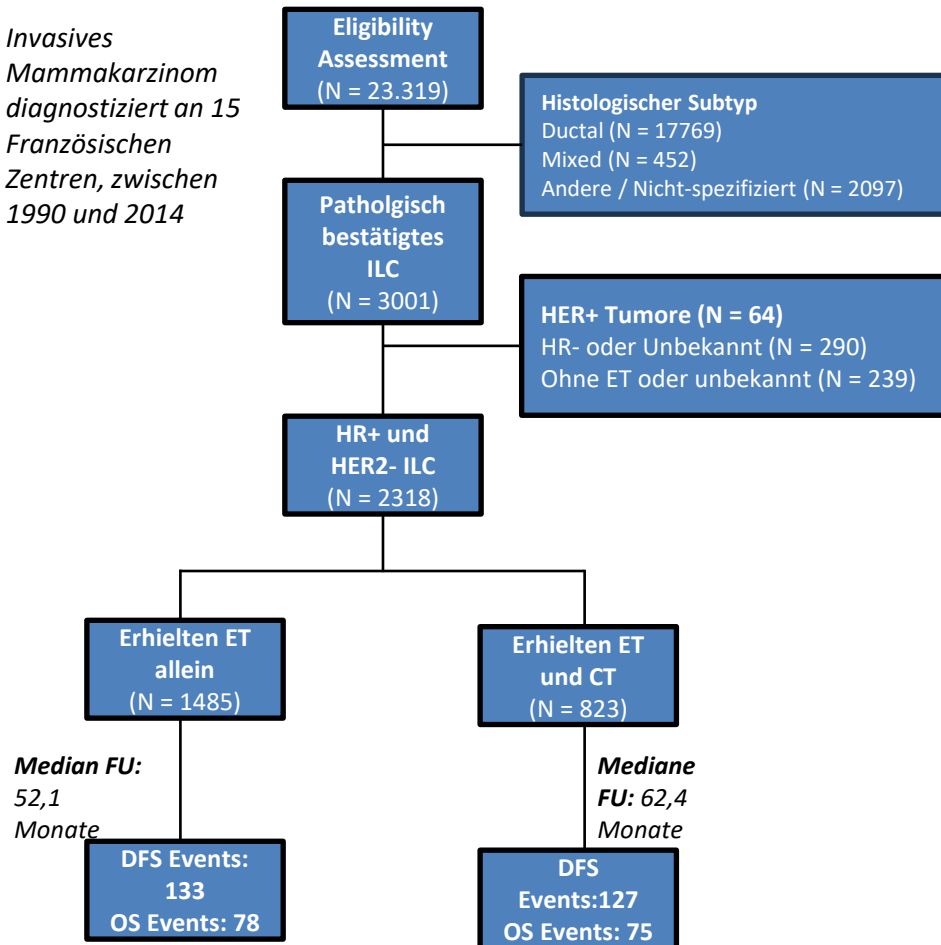 Invasives
Mammakarzinom
diagnostiziert an 15
Französischen
Zentren, zwischen
1990 und 2014
Eligibility
Assessment
(N = 23.319)
Histologischer Subtyp
Ductal (N = 17769)
Mixed (N = 452)
Andere / Nicht-spezifiziert (N = 2097)
Patholgisch
bestätigtes
ILC
(N = 3001)
HER+ Tumore (N = 64)
HR- oder Unbekannt (N = 290)
Ohne ET oder unbekannt (N = 239)
HR+ und
HER2- ILC
(N = 2318)
Erhielten ET
allein
(N = 1485)
Erhielten ET
und CT
(N = 823)
Median FU:
52,1
Monate
Mediane
FU: 62,4
Monate
DFS Events:
133
OS Events: 78
DFS
Events:127
OS Events: 75